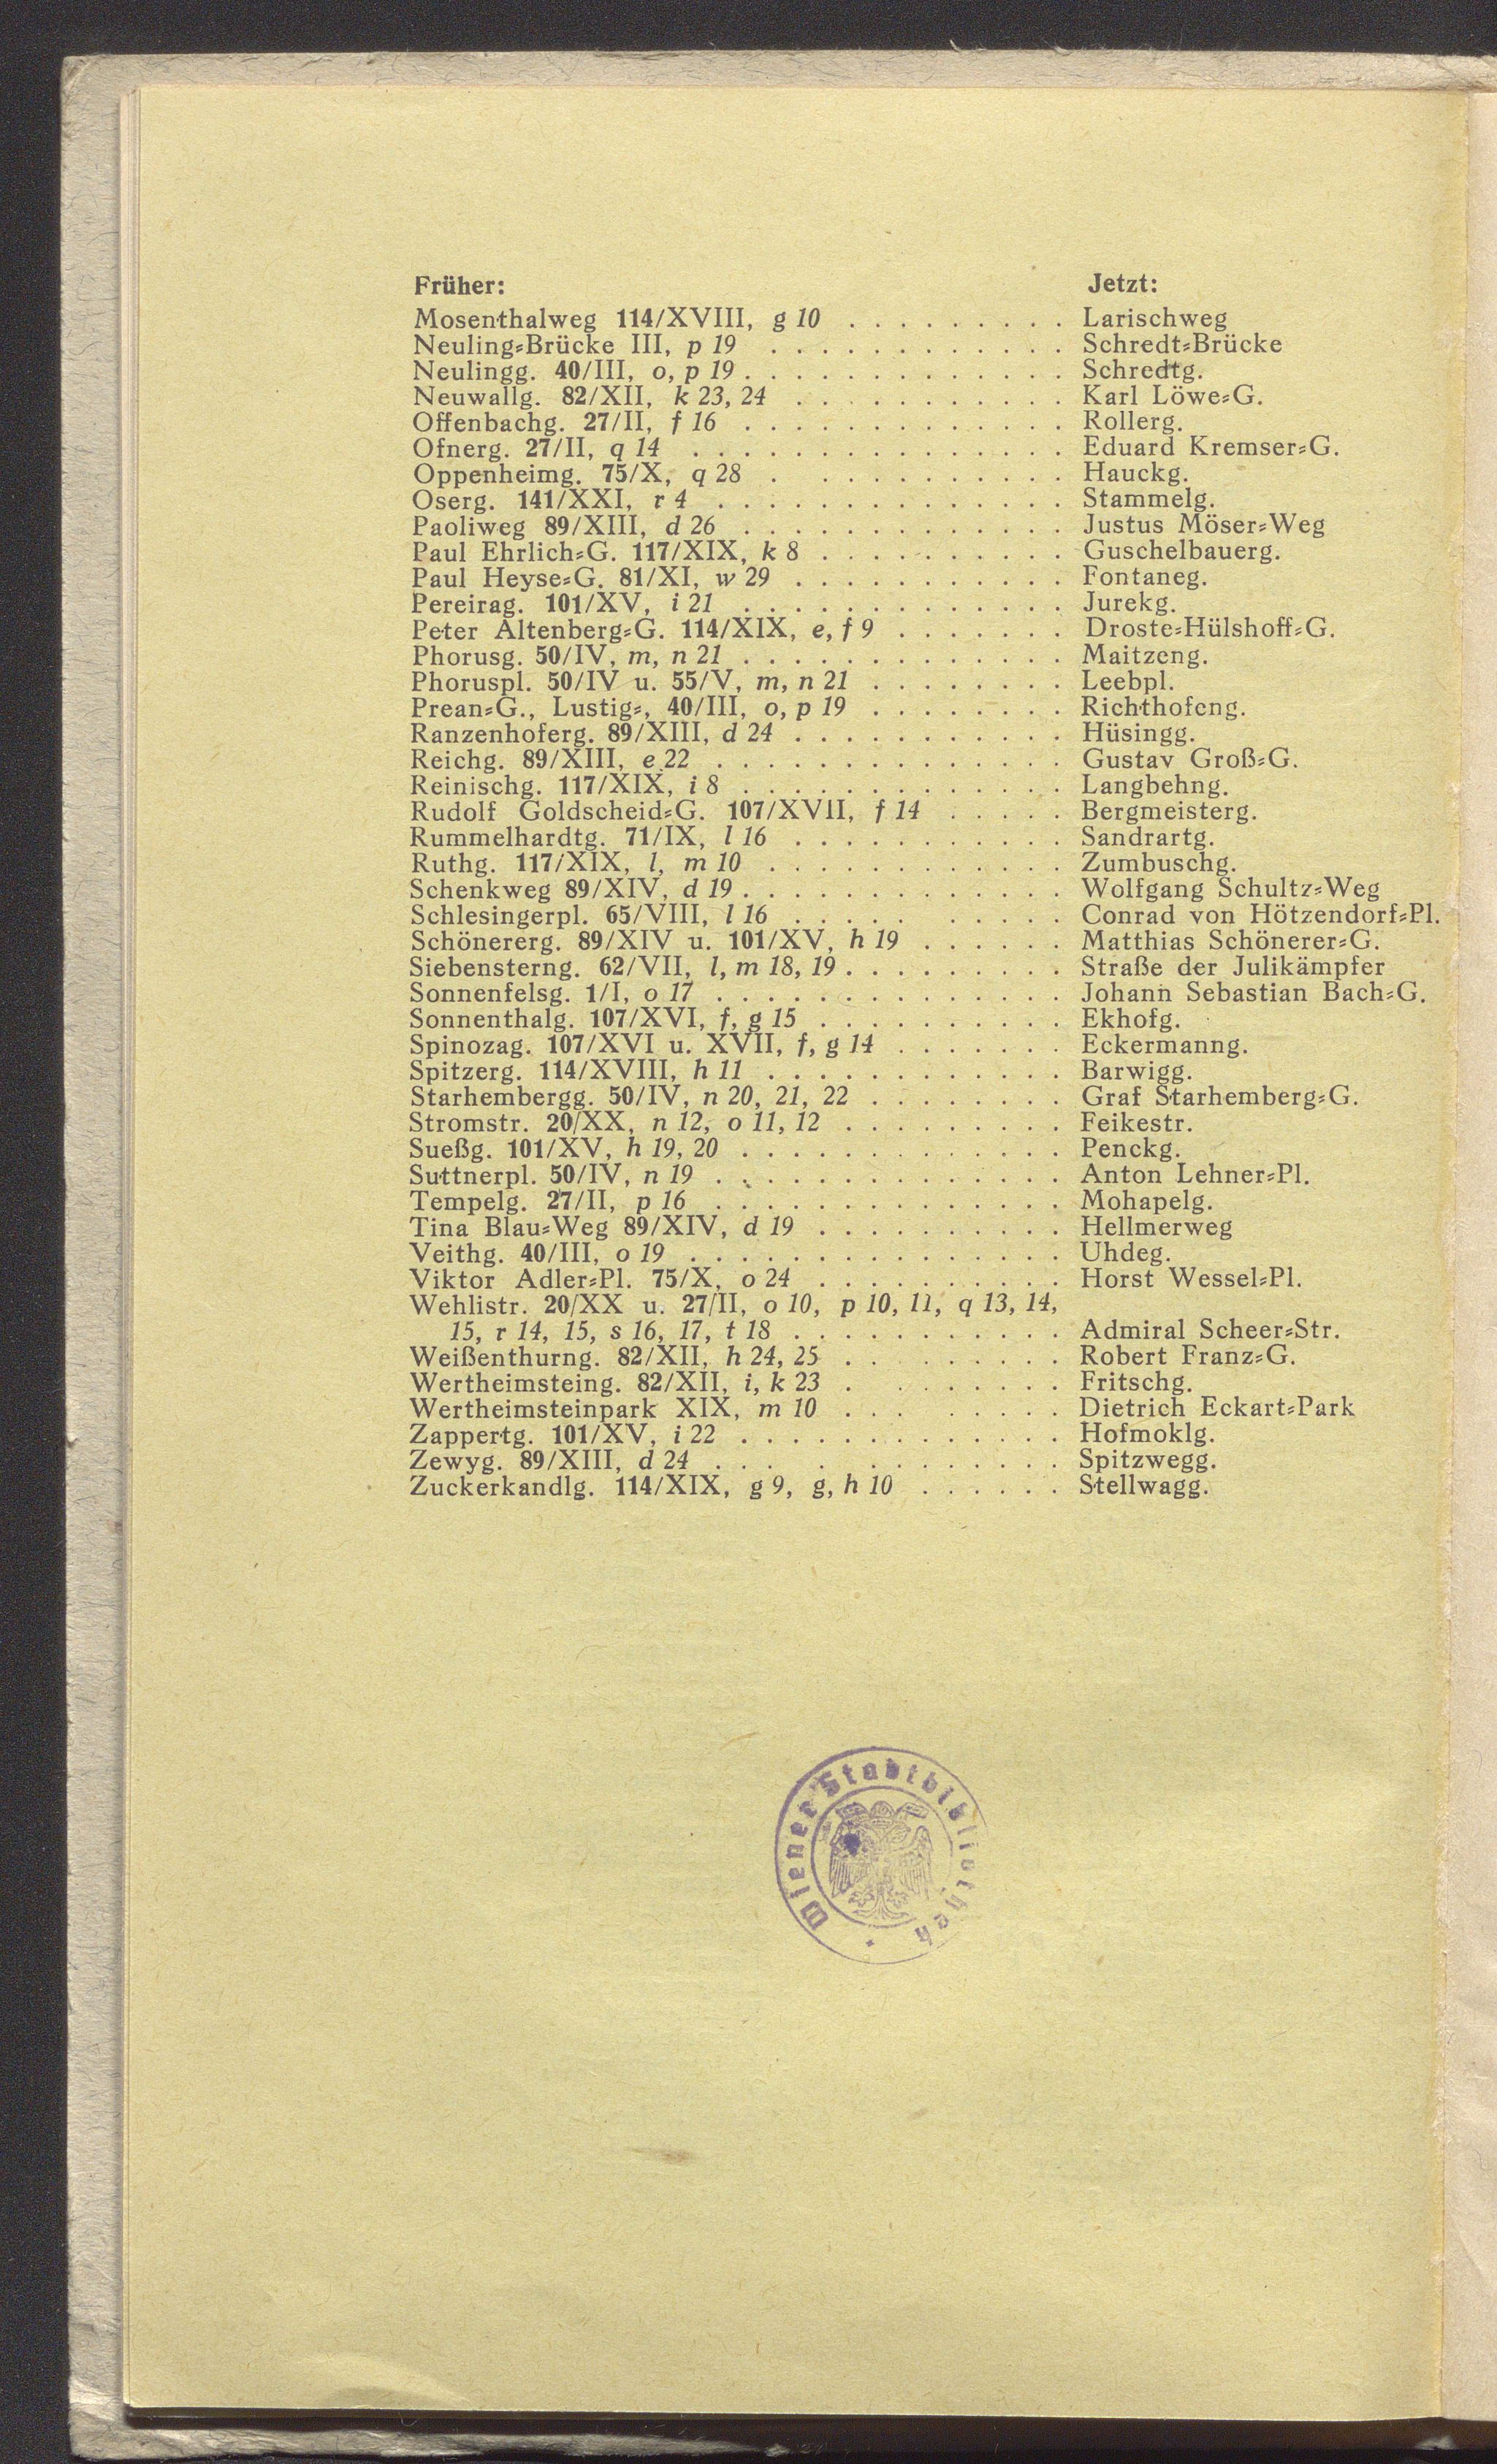 Früher: Jetzt:
Mosenthalweg 114/XVIII, g 10 . . . . . . . . . Larischweg
Neuling=Brücke III, p 19 . . . . . . . . . . . . Schredt=Brücke
Neulingg. 40/III, o, p 19 . . . . . . . . . . . . . Schredtg.
Neuwallg. 82/XII, k 23, 24 . . . . . . . . . . . Karl Löwe=G.
Offenbachg. 27/II, f 16 . . . . . . . . . . . . . Rollerg.
Ofnerg. 27/II, q 14 . . . . . . . . . . . . . . . Eduard Kremser=G.
Oppenheimg. 75/X, q 28 . . . . . . . . . . . Hauckg.
Oserg. 141/XXI, r 4 . . . . . . . . . . . . . . Stammelg.
Paoliweg 89/XIII, d 26 . . . . . . . . . . . . . Justus Möser=Weg
Paul Ehrlich=G. 117/XIX, k 8 . . . . . . . . . . Guschelbauerg.
Paul Heyse=G. 81/XI, w 29 . . . . . . . . . . . Fontaneg.
Pereirag. 101/XV, i 21 . . . . . . . . . . . . . Jurekg.
Peter Altenberg=G. 114/XIX, e, f 9 . . . . . . . Droste=Hülshoff=G.
Phorusg. 50/IV, m, n 21 . . . . . . . . . . . . . Maitzeng.
Phoruspl. 50/IV u. 55/V, m, n 21 . . . . . . . . Leebpl.
Prean=G., Lustig=, 40/III, o, p 19 . . . . . . . . Richthofeng.
Ranzenhoferg. 89/XIII, d 24 . . . . . . . . . . . Hüsingg.
Reichg. 89/XIII, e 22 . . . . . . . . . . . . . . Gustav Groß=G.
Reinischg. 117/XIX, i 8 . . . . . . . . . . . . . Langbehng.
Rudolf Goldscheid=G. 107/XVII, f 14 . . . . . Bergmeisterg.
Rummelhardtg. 71/IX, l 16 . . . . . . . . . . . Sandrartg.
Ruthg. 117/XIX, l, m 10 . . . . . . . . . . . . Zumbuschg.
Schenkweg 89/XIV, d 19 . . . . . . . . . . . . . Wolfgang Schultz=Weg
Schlesingerpl. 65/VIII, l 16 . . . . . . . . . . . Conrad von Hötzendorf=Pl.
Schönererg. 89/XIV u. 101/XV, h 19 . . . . . . Matthias Schönerer=G.
Siebensterng. 62/VII, l, m 18, 19 . . . . . . . . . Straße der Julikämpfer
Sonnenfelsg. 1/I, o 17 . . . . . . . . . . . . . . Johann Sebastian Bach=G.
Sonnenthalg. 107/XVI, f, g 15 . . . . . . . . . . Ekhofg.
Spinozag. 107/XVI u. XVII, f, g 14 . . . . . . . Eckermanng.
Spitzerg. 114/XVIII, h 11 . . . . . . . . . . . . Barwigg.
Starhembergg. 50/IV, n 20, 21, 22 . . . . . . . . Graf Starhemberg=G.
Stromstr. 20/XX, n 12, o 11, 12 . . . . . . . . . Feikestr.
Sueßg. 101/XV, h 19, 20 . . . . . . . . . . . . . Penckg.
Suttnerpl. 50/IV, n 19 . . . . . . . . . . . . . . Anton Lehner=Pl.
Tempelg. 27/II, p 16 . . . . . . . . . . . . . . Mohapelg.
Tina Blau=Weg 89/XIV, d 19 . . . . . . . . . . Hellmerweg
Veithg. 40/III, o 19 . . . . . . . . . . . . . . . Uhdeg.
Viktor Adler=Pl. 75/X, o 24 . . . . . . . . . . Horst Wessel=Pl.
Wehlistr. 20/XX u. 27/II, o 10, p 10, 11, q 13, 14,
15, r 14, 15, s 16, 17, t 18 . . . . . . . . . . . Admiral Scheer=Str.
Weißenthurng. 82/XII, h 24, 25 . . . . . . . . . Robert Franz=G.
Wertheimsteing. 82/XII, i, k 23 . . . . . . . . . Fritschg.
Wertheimsteinpark XIX, m 10 . . . . . . . . . Dietrich Eckart=Park
Zappertg. 101/XV, i 22 . . . . . . . . . . . . . Hofmoklg.
Zewyg. 89/XIII, d 24 . . . . . . . . . . . . . . Spitzwegg.
Zuckerkandlg. 114/XIX, g 9, g, h 10 . . . . . . Stellwagg.
Wiener Stadtbibliothek